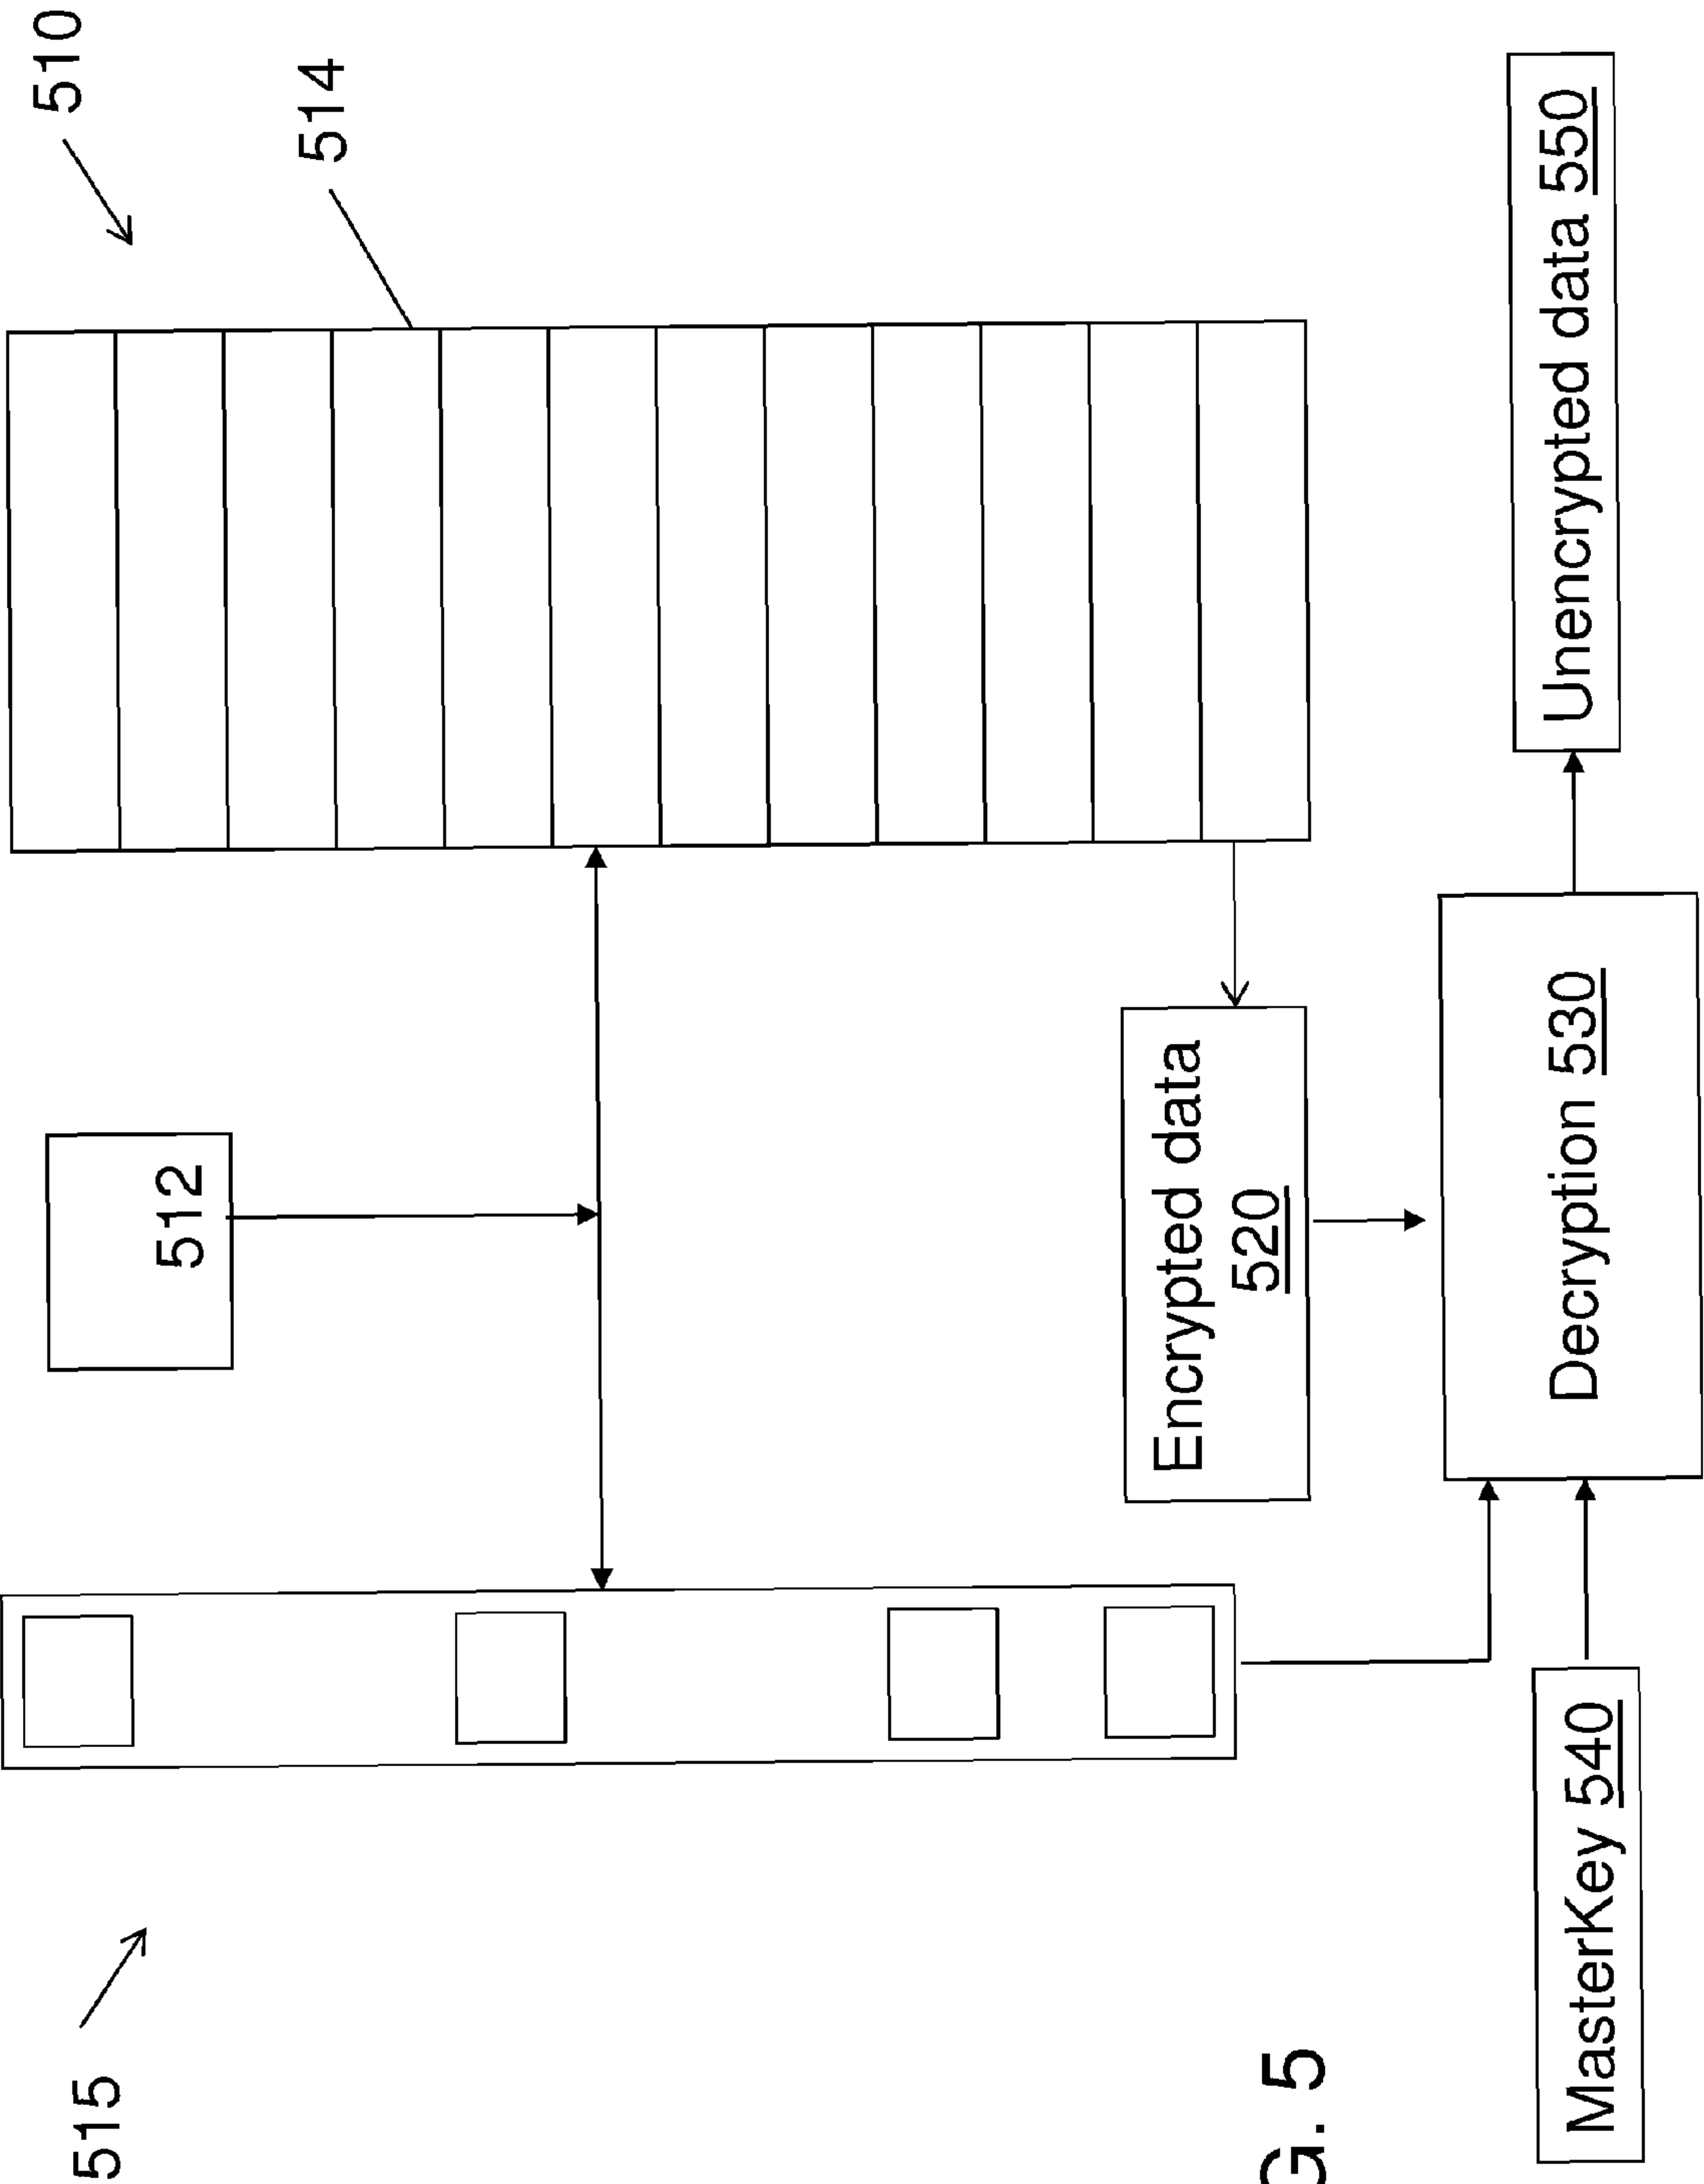 510
514
512
515
Encrypted data
520
Decryption 530
Unencrypted data 550
MasterKey 540
G. 5